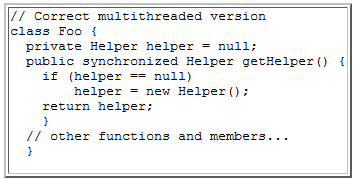 // Correct multithreaded version
class Foo {
  private Helper helper = null;
  public synchronized Helper getHelper() {
    if (helper == null)
        helper = new Helper();
    return helper;
    }
  // other functions and members...
  }